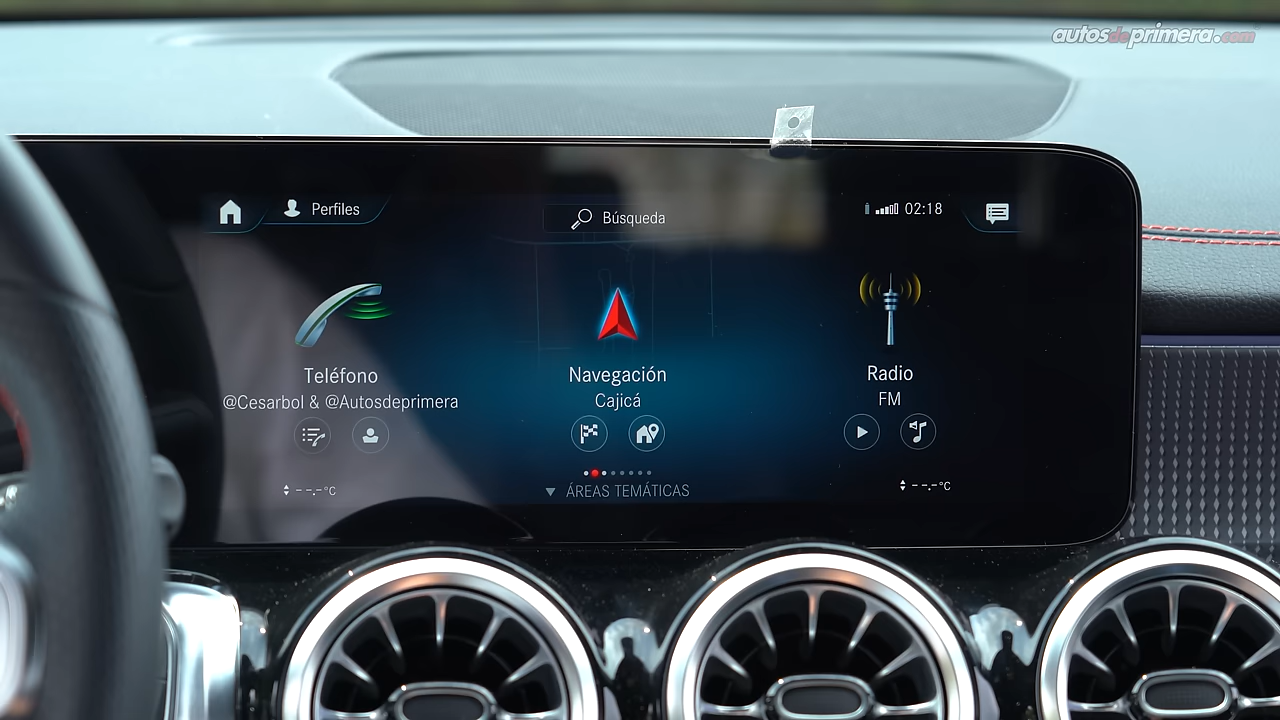 autosdeprimera.com
Perfiles
Búsqueda
02:18
Teléfono
@Cesarbol & @Autosdeprimera
Navegación
Cajicá
Radio
FM
--.-°C
ÁREAS TEMÁTICAS
--.-°C